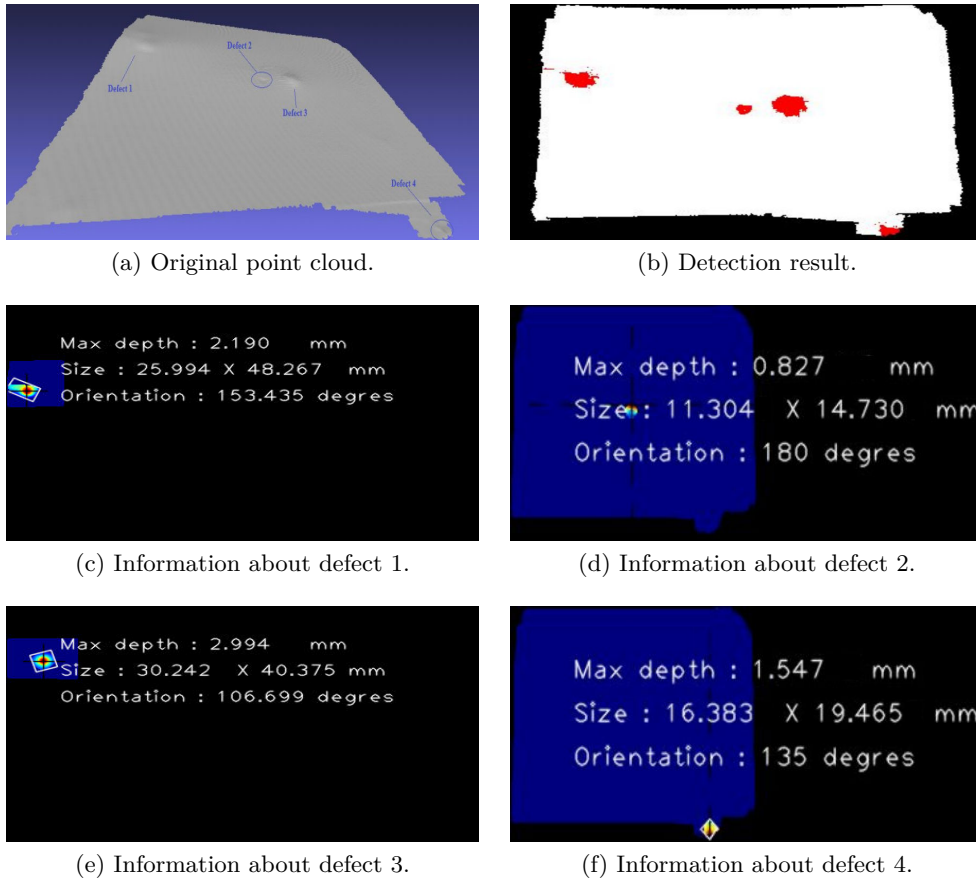 Defect 2
Defect 1
Defect 3
Defect 4
(a) Original point cloud.
(b) Detection result.
Max depth : 2.190 mm
Size : 25.994 X 48.267 mm
Orientation : 153.435 degres
(c) Information about defect 1.
Max depth : 0.827 mm
Size : 11.304 X 14.730 mm
Orientation : 180 degres
(d) Information about defect 2.
Max depth : 2.994 mm
Size : 30.242 X 40.375 mm
Orientation : 106.699 degres
(e) Information about defect 3.
Max depth : 1.547 mm
Size : 16.383 X 19.465 mm
Orientation : 135 degres
(f) Information about defect 4.